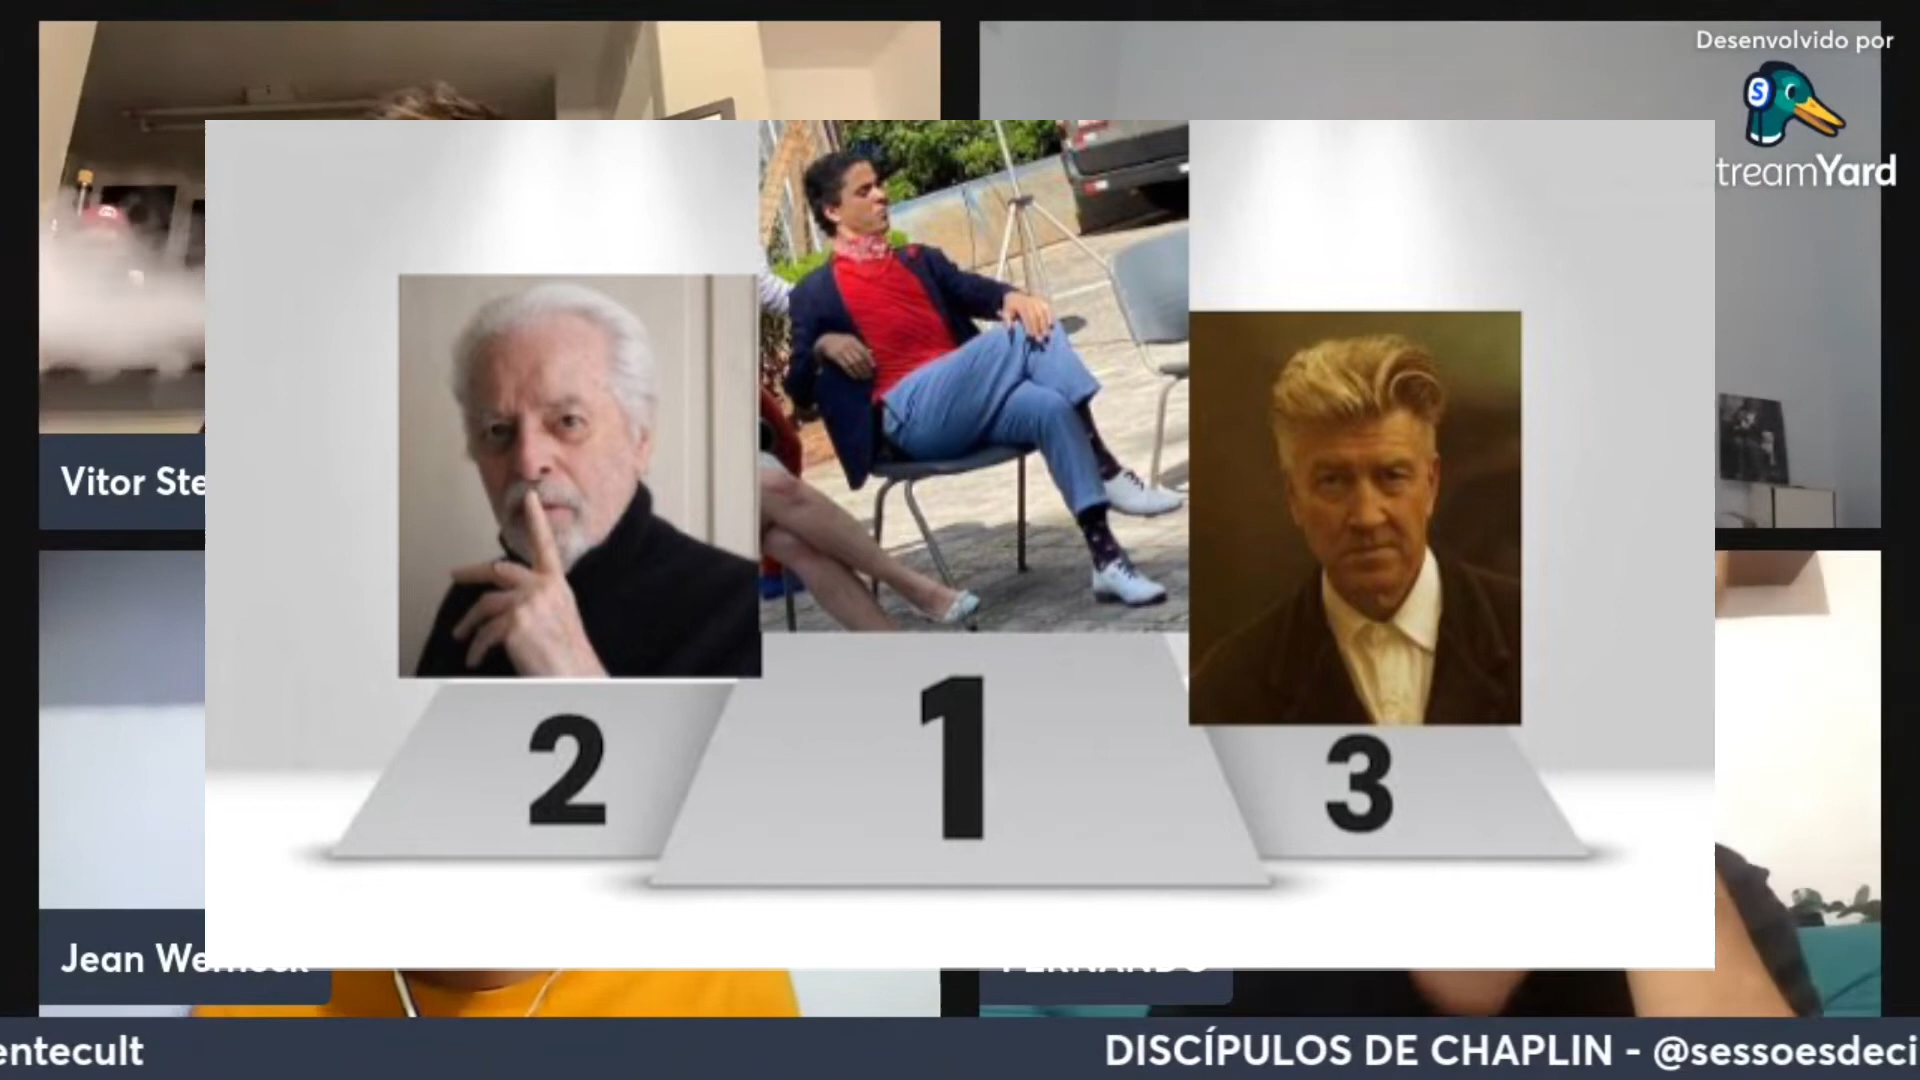 Desenvolvido por
S
treamYard
Vitor Ste
2
1
3
Jean We
entecult
DISCÍPULOS DE CHAPLIN - @sessoesdeci